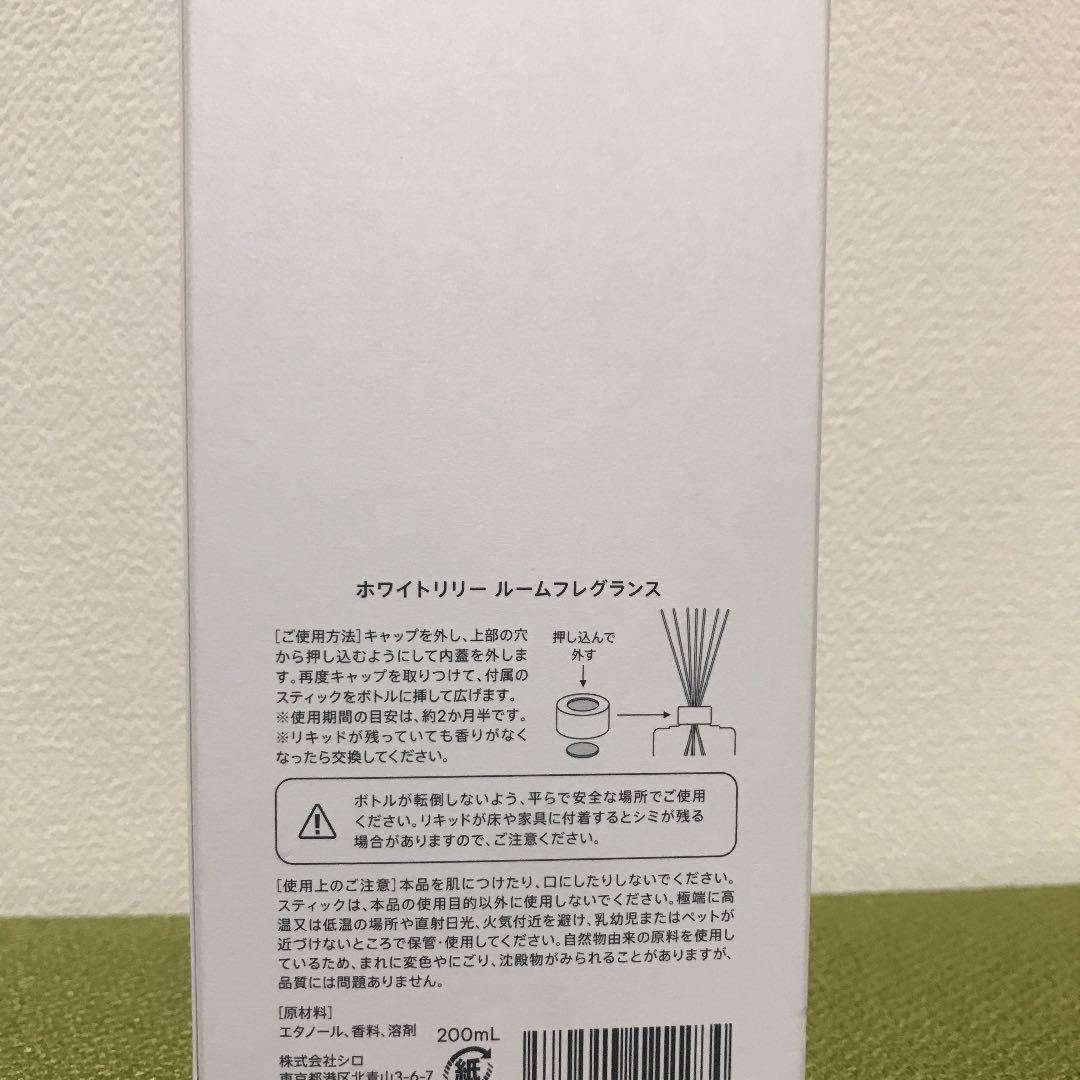 ホワイトリリー ルームフレグランス
[ご使用方法]キャップを外し、上部の穴
から押し込むようにして内蓋を外しま
す。再度キャップを取りつけて、付属の
スティックをボトルに挿して広げます。
※使用期間の目安は、約2か月半です。
※リキッドが残っていても香りがなく
なったら交換してください。
押し込んで
外す
ボトルが転倒しないよう、平らで安全な場所でご使用
ください。リキッドが床や家具に付着するとシミが残る
場合がありますので、ご注意ください。
[使用上のご注意]本品を肌につけたり、口にしたりしないでください。
スティックは、本品の使用目的以外に使用しないでください。極端に高
温又は低温の場所や直射日光、火気付近を避け、乳幼児またはペットが
近づけないところで保管・使用してください。自然物由来の原料を使用し
ているため、まれに変色やにごり、沈殿物がみられることがありますが、
品質には問題ありません。
[原材料]
エタノール、香料、溶剤
200mL
株式会社シロ
東京都港区北青山3-6-7
紙